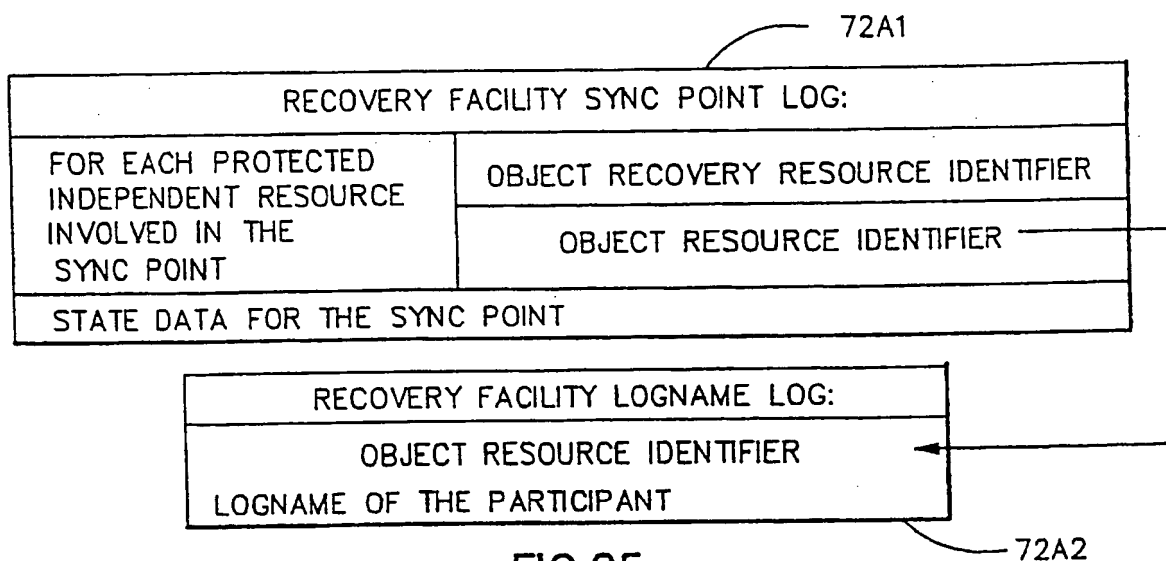 72A1
RECOVERY FACILITY SYNC POINT LOG:
FOR EACH PROTECTED
INDEPENDENT RESOURCE
INVOLVED IN THE
SYNC POINT
OBJECT RECOVERY RESOURCE IDENTIFIER
OBJECT RESOURCE IDENTIFIER
STATE DATA FOR THE SYNC POINT
RECOVERY FACILITY LOGNAME LOG:
OBJECT RESOURCE IDENTIFIER
LOGNAME OF THE PARTICIPANT
72A2